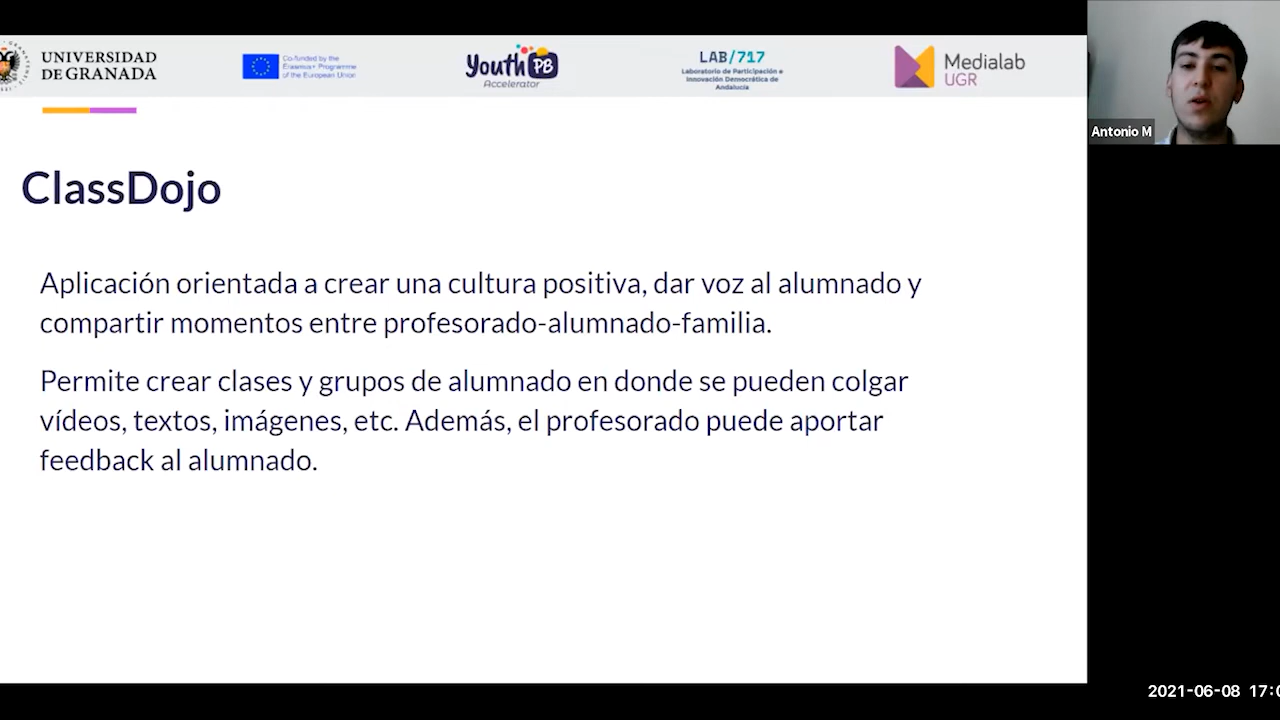 UNIVERSIDAD
DE GRANADA
Co-funded by the
Erasmus+ Programme
of the European Union
Youth PB
Accelerator
LAB/717
Laboratorio de Participación e
Innovación Democrática de
Andalucía
Medialab
UGR
Antonio M
ClassDojo
Aplicación orientada a crear una cultura positiva, dar voz al alumnado y
compartir momentos entre profesorado-alumnado-familia.
Permite crear clases y grupos de alumnado en donde se pueden colgar
vídeos, textos, imágenes, etc. Además, el profesorado puede aportar
feedback al alumnado.
2021-06-08 17:0